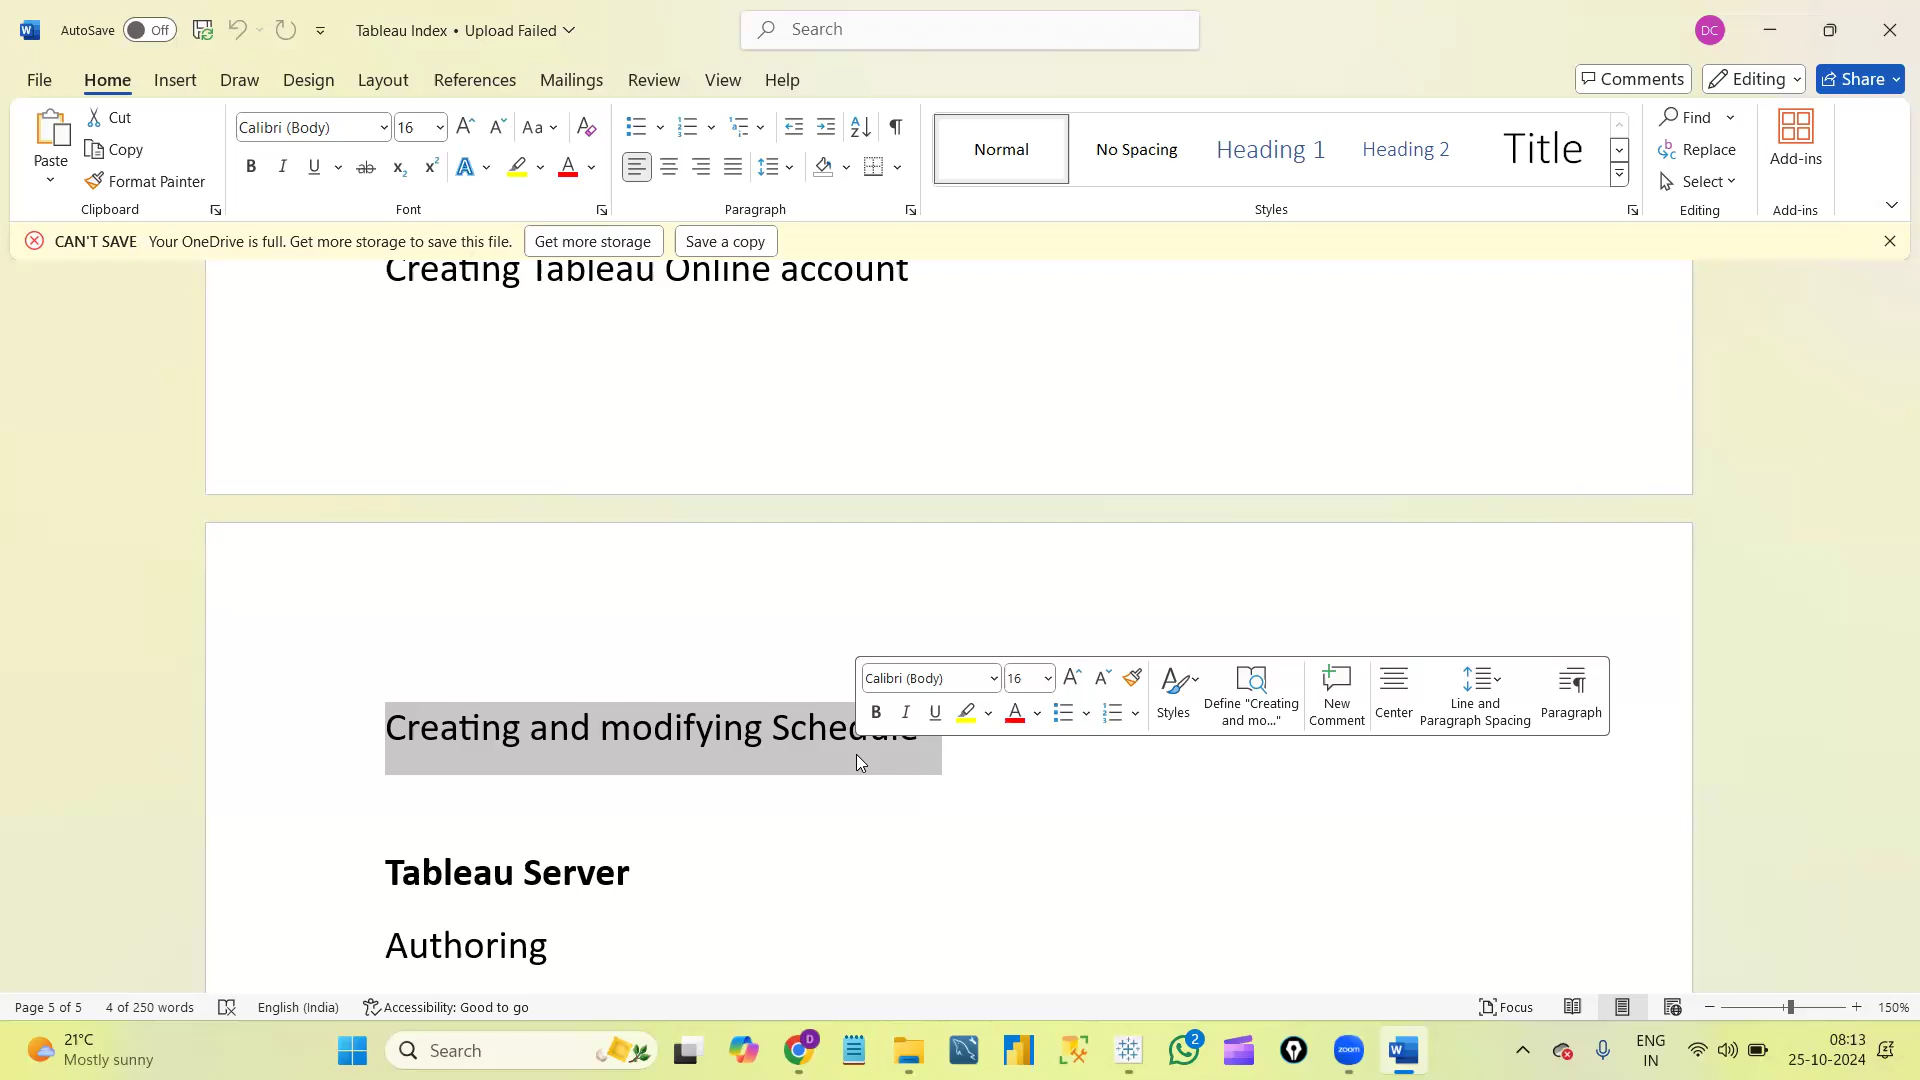 AutoSave Off Tableau Index • Upload Failed Search DC
File Home Insert Draw Design Layout References Mailings Review View Help Comments Editing Share
Paste Cut Copy Format Painter
Calibri (Body) 16 Aa
B I U ab x₂ x² A A
Normal No Spacing Heading 1 Heading 2 Title
Find Replace Select
Add-ins
Clipboard Font Paragraph Styles Editing Add-ins
CAN'T SAVE Your OneDrive is full. Get more storage to save this file. Get more storage Save a copy
Creating Tableau Online account
Calibri (Body) 16
B I U A
Styles
Define "Creating
and mo..."
New
Comment
Center
Line and
Paragraph Spacing
Paragraph
Creating and modifying Schedule
Tableau Server
Authoring
Page 5 of 5 4 of 250 words English (India) Accessibility: Good to go Focus 150%
21°C
Mostly sunny
Search
D
2
zoom
ENG
IN
08:13
25-10-2024